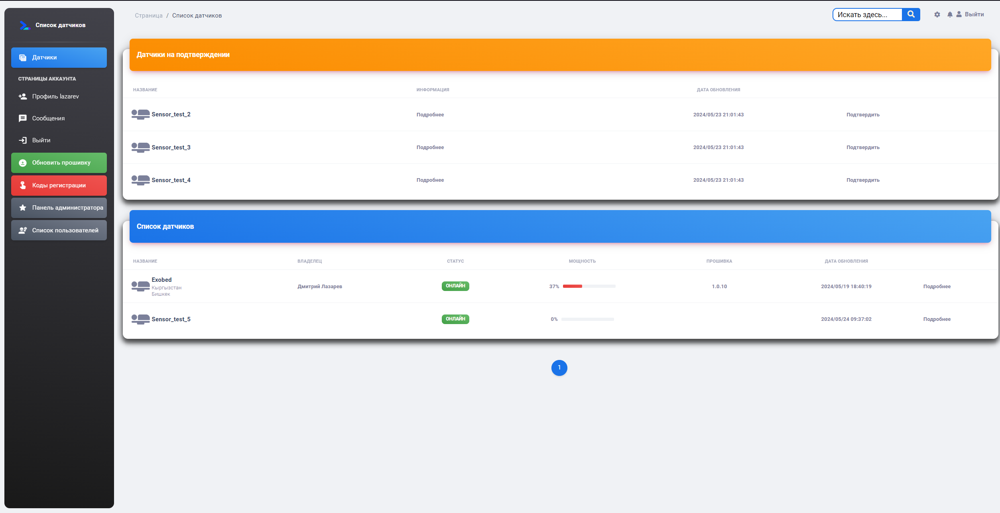 Список датчиков
Датчики
СТРАНИЦЫ АККАУНТА
Профиль lazarev
Сообщения
Выйти
Обновить прошивку
Коды регистрации
Панель администратора
Список пользователей
Страница / Список датчиков
Искать здесь...
Выйти
Датчики на подтверждении
НАЗВАНИЕ ИНФОРМАЦИЯ ДАТА ОБНОВЛЕНИЯ
Sensor_test_2 Подробнее 2024/05/23 21:01:43 Подтвердить
Sensor_test_3 Подробнее 2024/05/23 21:01:43 Подтвердить
Sensor_test_4 Подробнее 2024/05/23 21:01:43 Подтвердить
Список датчиков
НАЗВАНИЕ ВЛАДЕЛЕЦ СТАТУС МОЩНОСТЬ ПРОШИВКА ДАТА ОБНОВЛЕНИЯ
Exobed
Кыргызстан
Бишкек
Дмитрий Лазарев ОНЛАЙН 37% 1.0.10 2024/05/19 18:40:19 Подробнее
Sensor_test_5 ОНЛАЙН 0% 2024/05/24 09:37:02 Подробнее
1